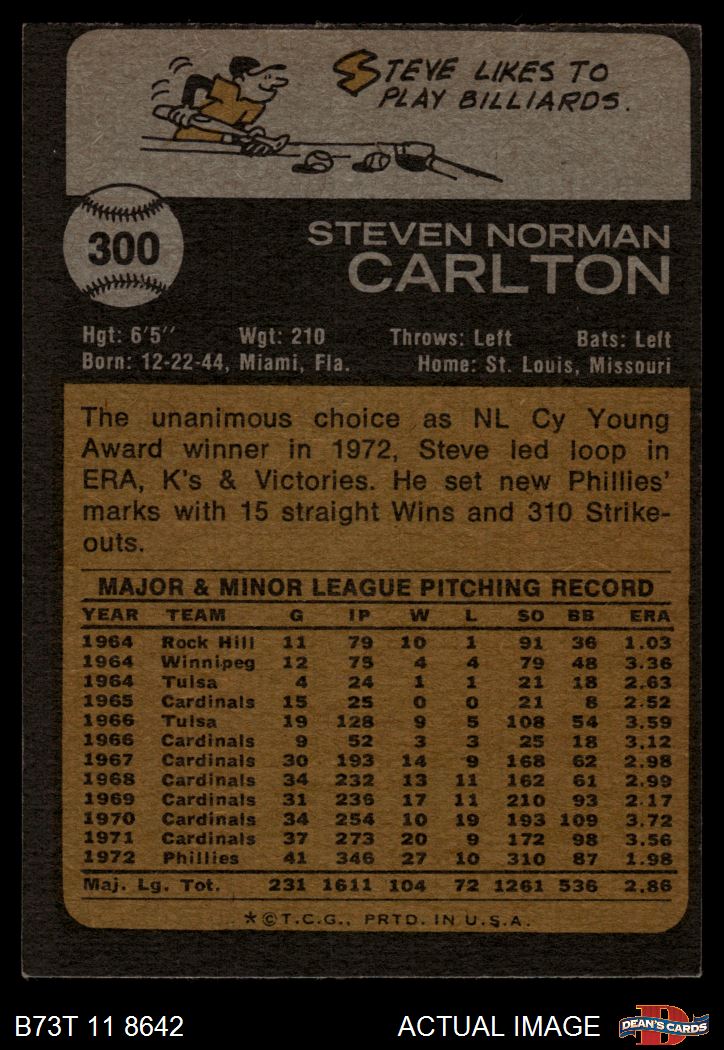 STEVE LIKES TO
PLAY BILLIARDS.
300
STEVEN NORMAN
CARLTON
Hgt: 6'5" Wgt: 210 Throws: Left Bats: Left
Born: 12-22-44, Miami, Fla. Home: St. Louis, Missouri
The unanimous choice as NL Cy Young
Award winner in 1972, Steve led loop in
ERA, K's & Victories. He set new Phillies'
marks with 15 straight Wins and 310 Strike-
outs.
MAJOR & MINOR LEAGUE PITCHING RECORD
YEAR TEAM G IP W L SO BB ERA
1964 Rock Hill 11 79 10 1 91 36 1.03
1964 Winnipeg 12 75 4 4 79 48 3.36
1964 Tulsa 4 24 1 1 21 18 2.63
1965 Cardinals 15 25 0 0 21 8 2.52
1966 Tulsa 19 128 9 5 108 54 3.59
1966 Cardinals 9 52 3 3 25 18 3.12
1967 Cardinals 30 193 14 9 168 62 2.98
1968 Cardinals 34 232 13 11 162 61 2.99
1969 Cardinals 31 236 17 11 210 93 2.17
1970 Cardinals 34 254 10 19 193 109 3.72
1971 Cardinals 37 273 20 9 172 98 3.56
1972 Phillies 41 346 27 10 310 87 1.98
Maj. Lg. Tot. 231 1611 104 72 1261 536 2.86
*©T.C.G., PRTD. IN U.S.A.
B73T 11 8642 ACTUAL IMAGE D DEAN'S CARDS